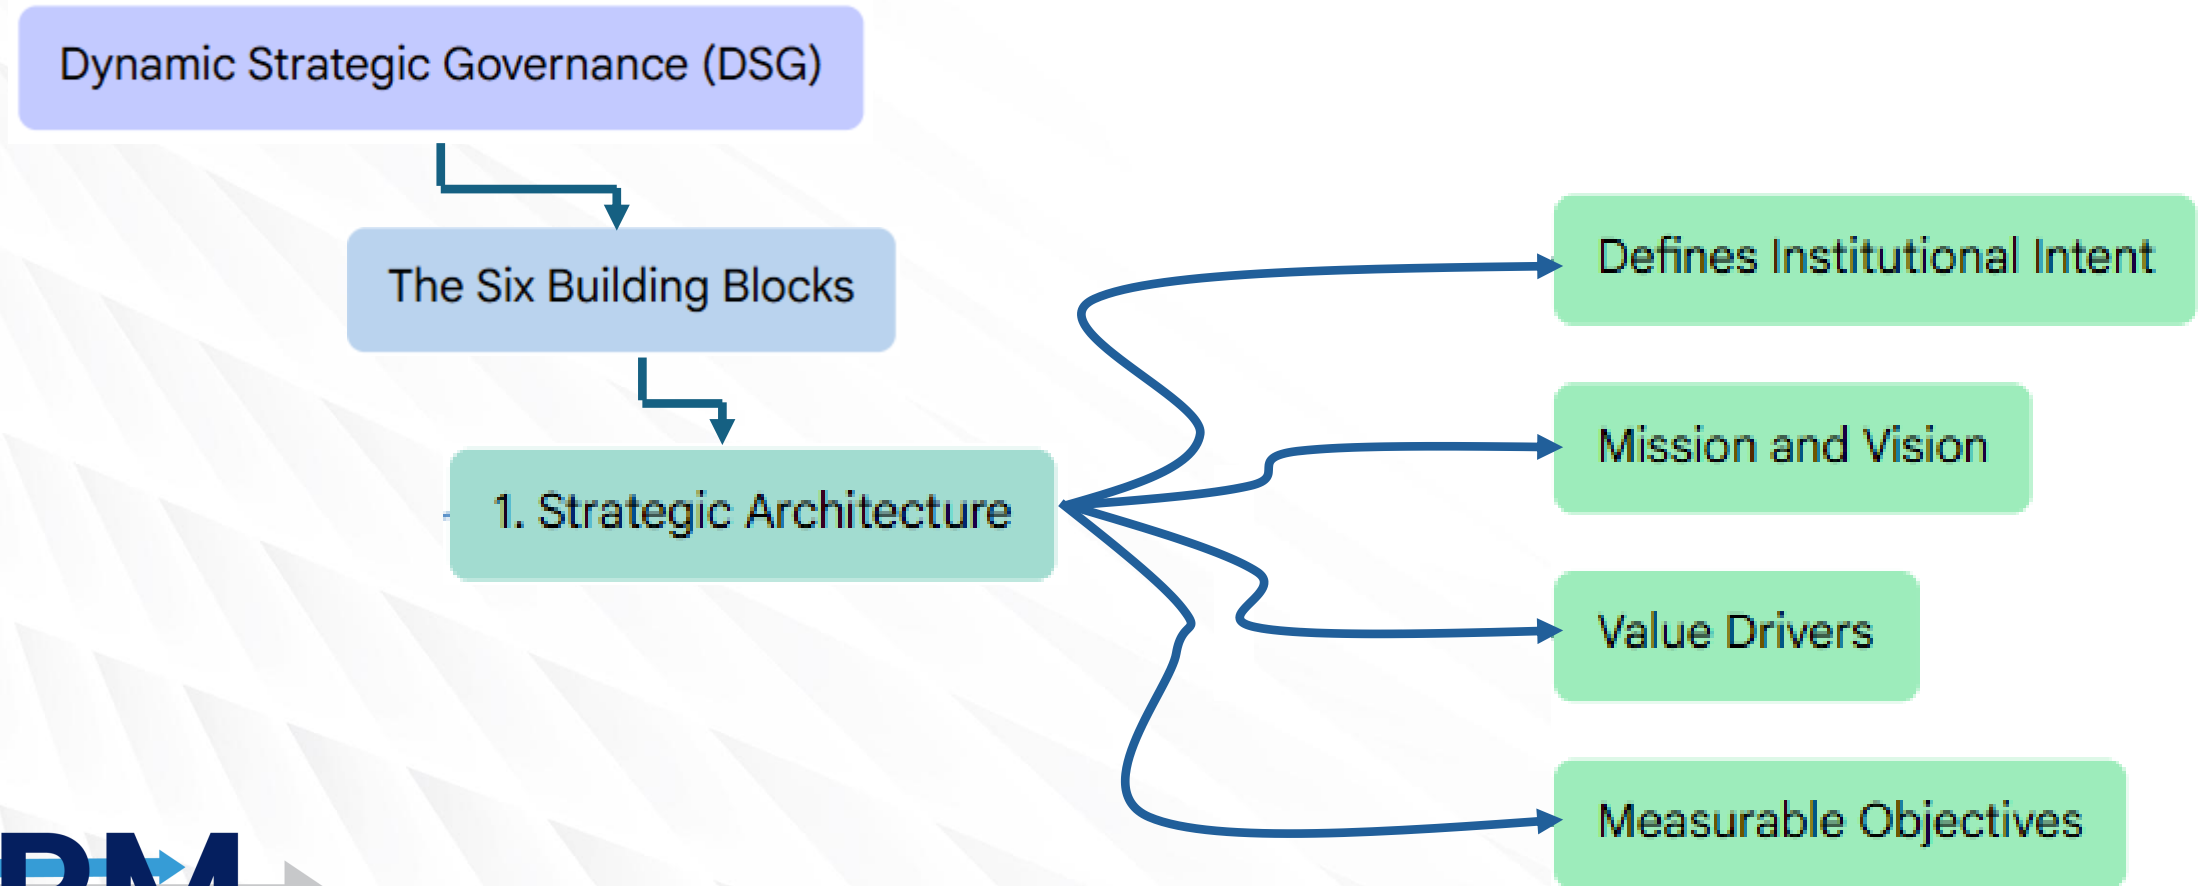 Dynamic Strategic Governance (DSG)
The Six Building Blocks
1. Strategic Architecture
Defines Institutional Intent
Mission and Vision
Value Drivers
Measurable Objectives